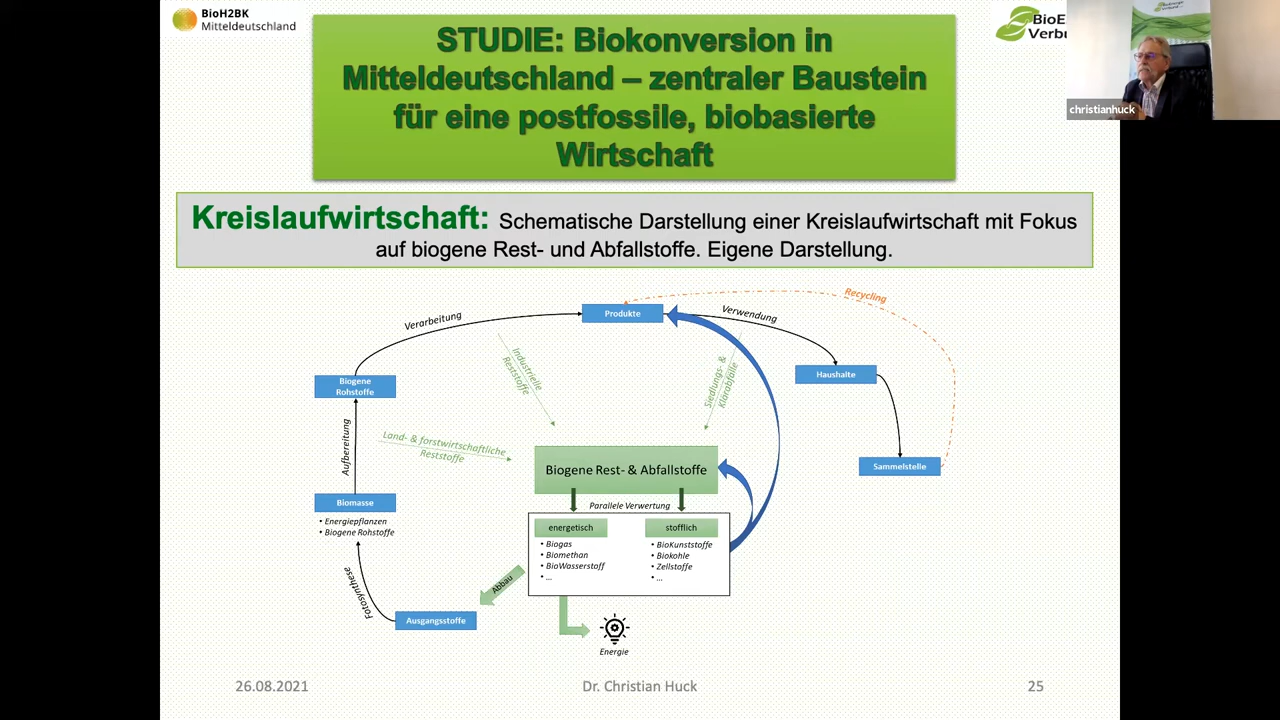 BioH2BK
Mitteldeutschland
STUDIE: Biokonversion in
Mitteldeutschland – zentraler Baustein
für eine postfossile, biobasierte
Wirtschaft
BioE
Verbu
christianhuck
Kreislaufwirtschaft: Schematische Darstellung einer Kreislaufwirtschaft mit Fokus
auf biogene Rest- und Abfallstoffe. Eigene Darstellung.
Recycling
Produkte
Verarbeitung
Verwendung
Industrielle
Reststoffe
Siedlungs- &
Klärabfälle
Haushalte
Biogene
Rohstoffe
Aufbereitung
Land- & forstwirtschaftliche
Reststoffe
Biogene Rest- & Abfallstoffe
Sammelstelle
Biomasse
• Energiepflanzen
• Biogene Rohstoffe
Parallele Verwertung
energetisch
• Biogas
• Biomethan
• BioWasserstoff
• ...
stofflich
• BioKunststoffe
• Biokohle
• Zellstoffe
• ...
Abbau
Fotosynthese
Ausgangsstoffe
Energie
26.08.2021
Dr. Christian Huck
25